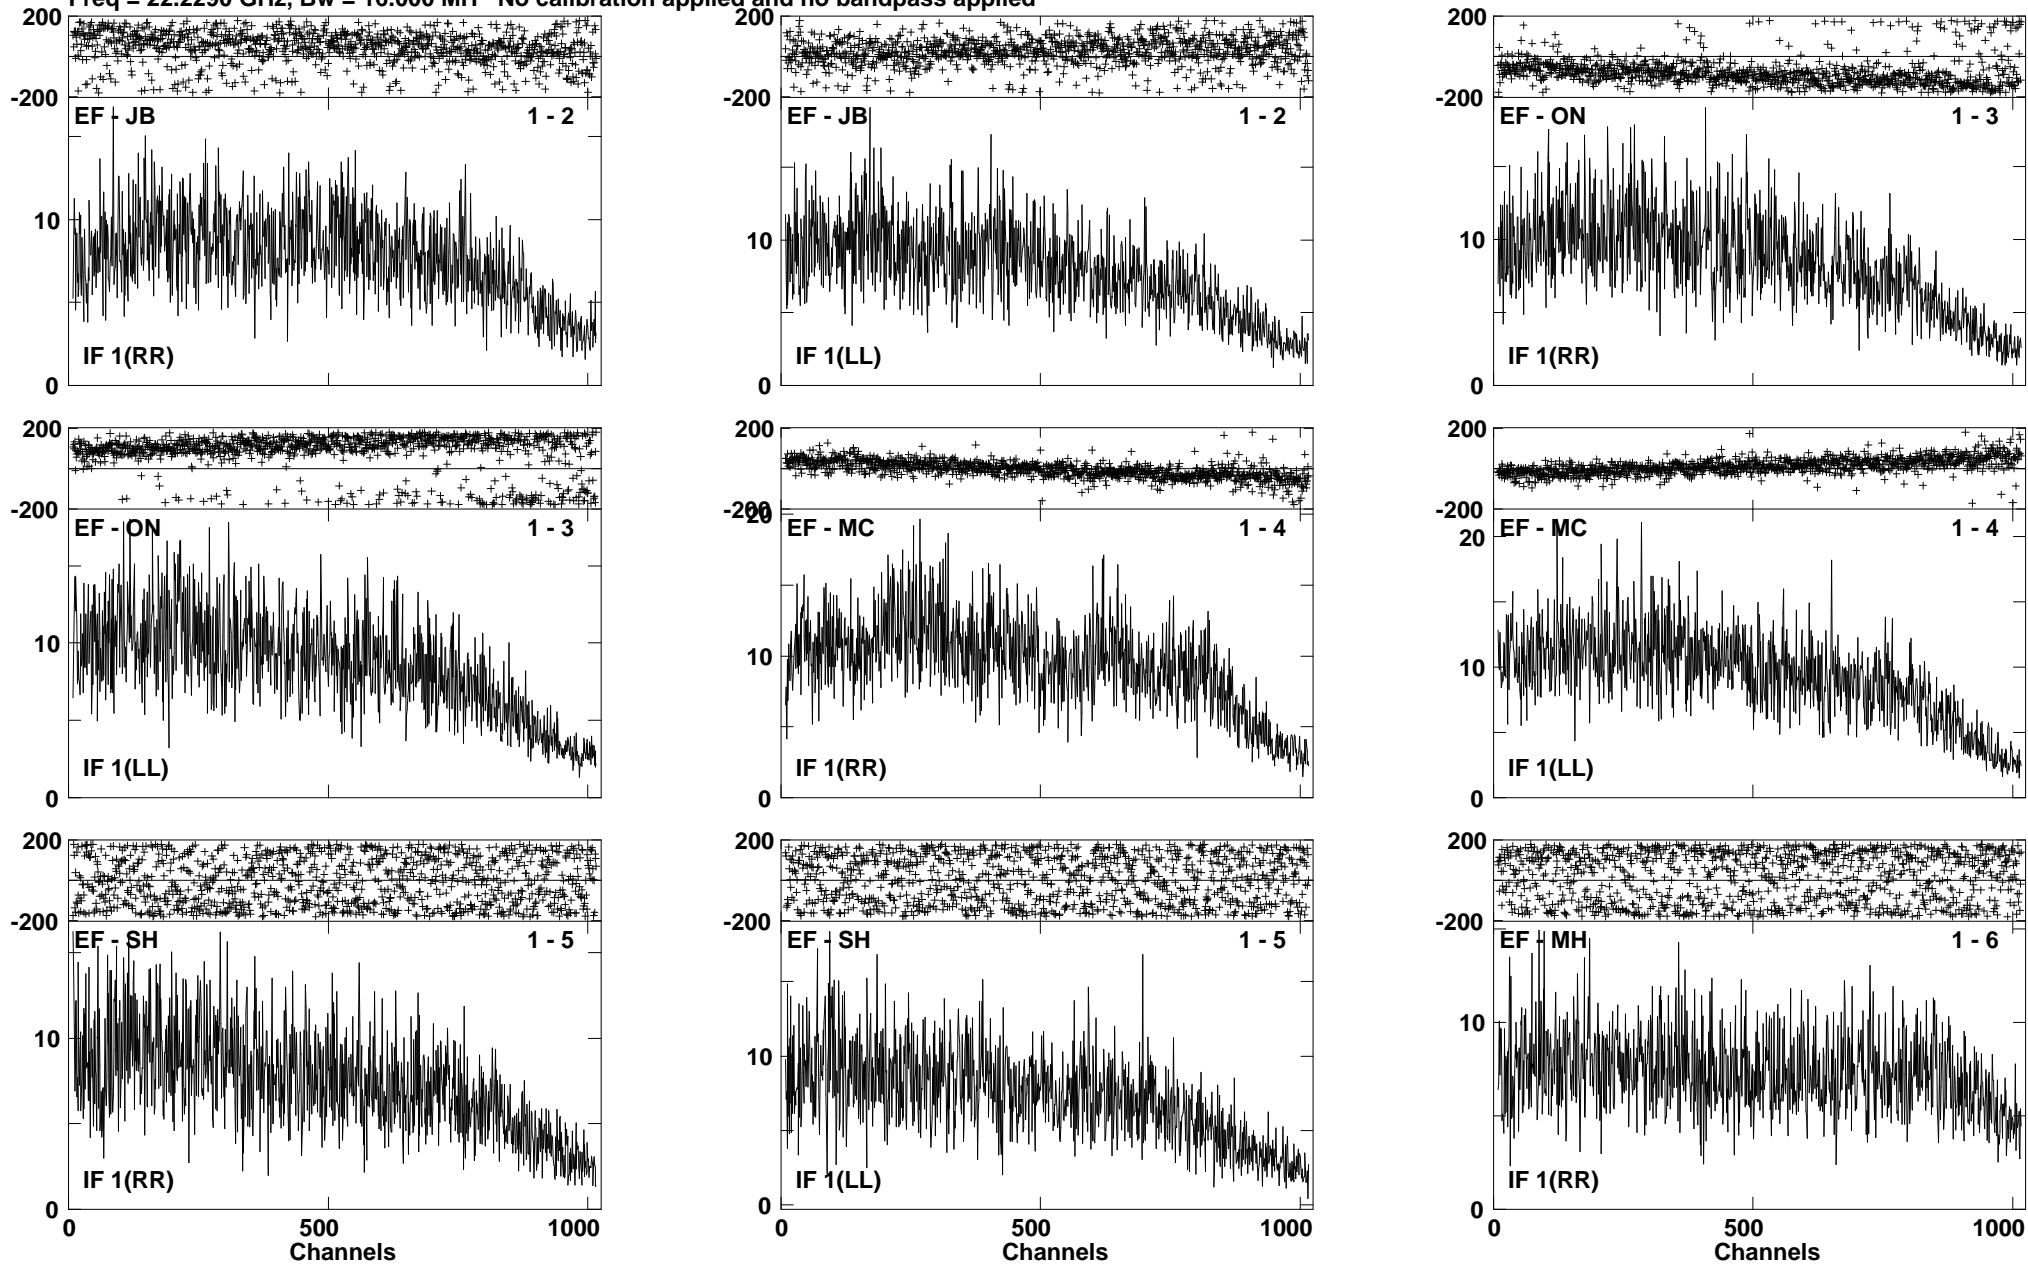 Freq = 22.2290 GHz, Bw = 16.000 MH No calibration applied and no bandpass applied
200
-200
EF - JB
1 - 2
10
IF 1(RR)
0
200
-200
EF - JB
1 - 2
10
IF 1(LL)
0
200
-200
EF - ON
1 - 3
10
IF 1(RR)
0
200
-200
EF - ON
1 - 3
10
IF 1(LL)
0
200
-200
20
EF - MC
1 - 4
10
IF 1(RR)
0
200
-200
EF - MC
1 - 4
20
10
IF 1(LL)
0
200
-200
EF - SH
1 - 5
10
IF 1(RR)
0
0 500 1000
Channels
200
-200
EF - SH
1 - 5
10
IF 1(LL)
0
0 500 1000
Channels
200
-200
EF - MH
1 - 6
10
IF 1(RR)
0
0 500 1000
Channels